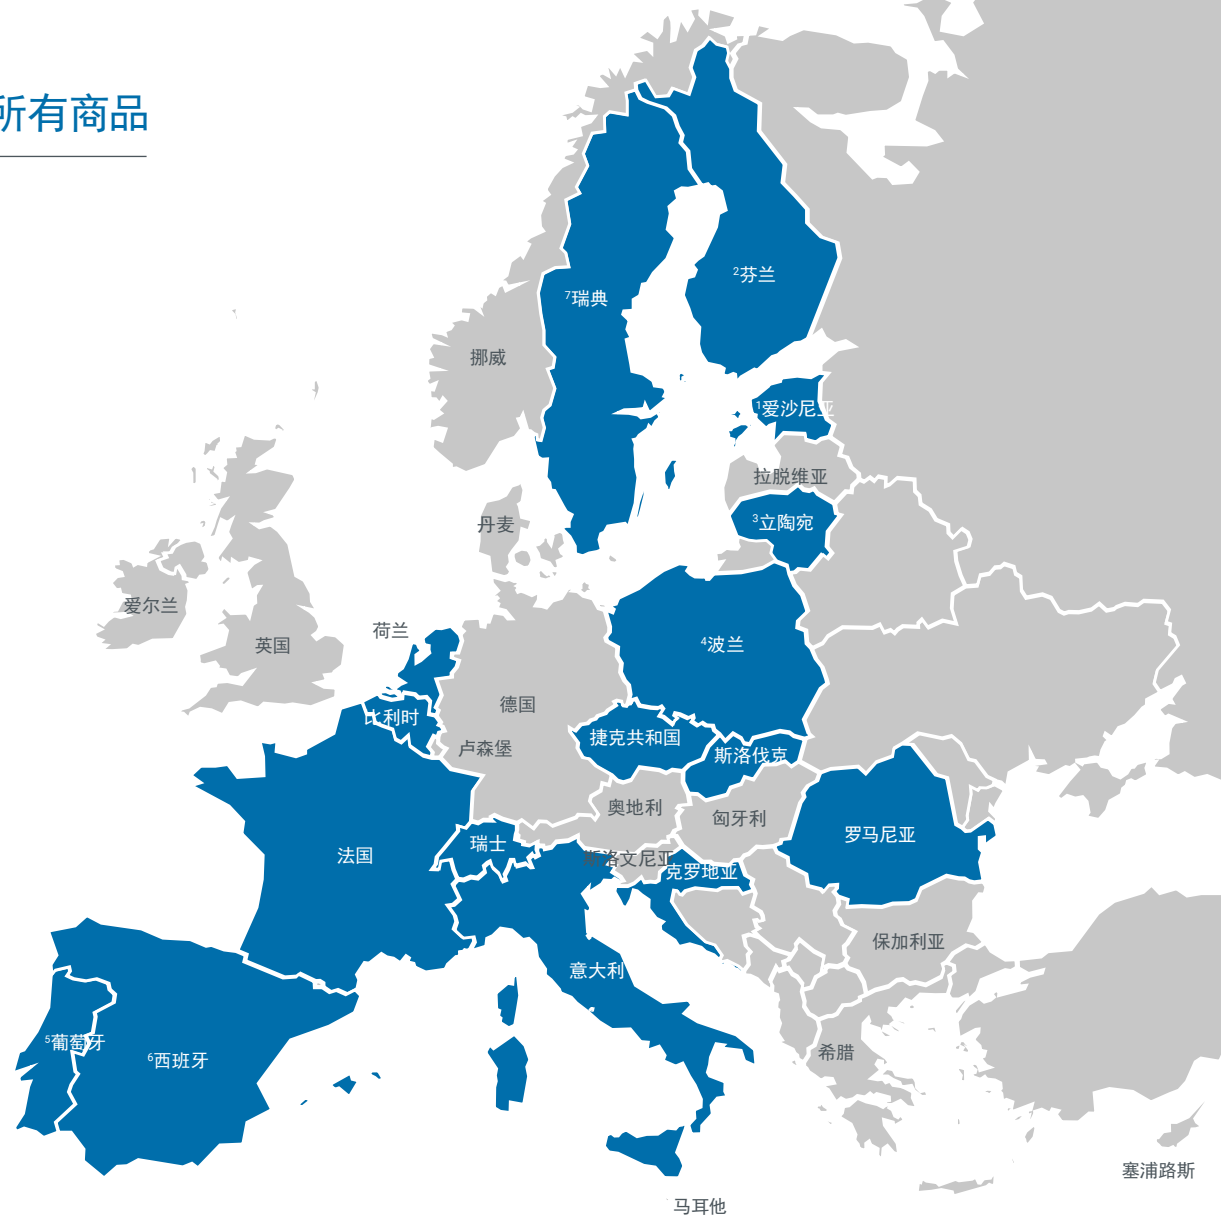 所有商品
²芬兰
⁷瑞典
挪威
¹爱沙尼亚
拉脱维亚
³立陶宛
丹麦
爱尔兰
荷兰
英国
⁴波兰
德国
比利时
捷克共和国
卢森堡
斯洛伐克
奥地利
匈牙利
罗马尼亚
瑞士
法国
斯洛文尼亚
克罗地亚
保加利亚
意大利
⁵葡萄牙
希腊
⁶西班牙
塞浦路斯
马耳他